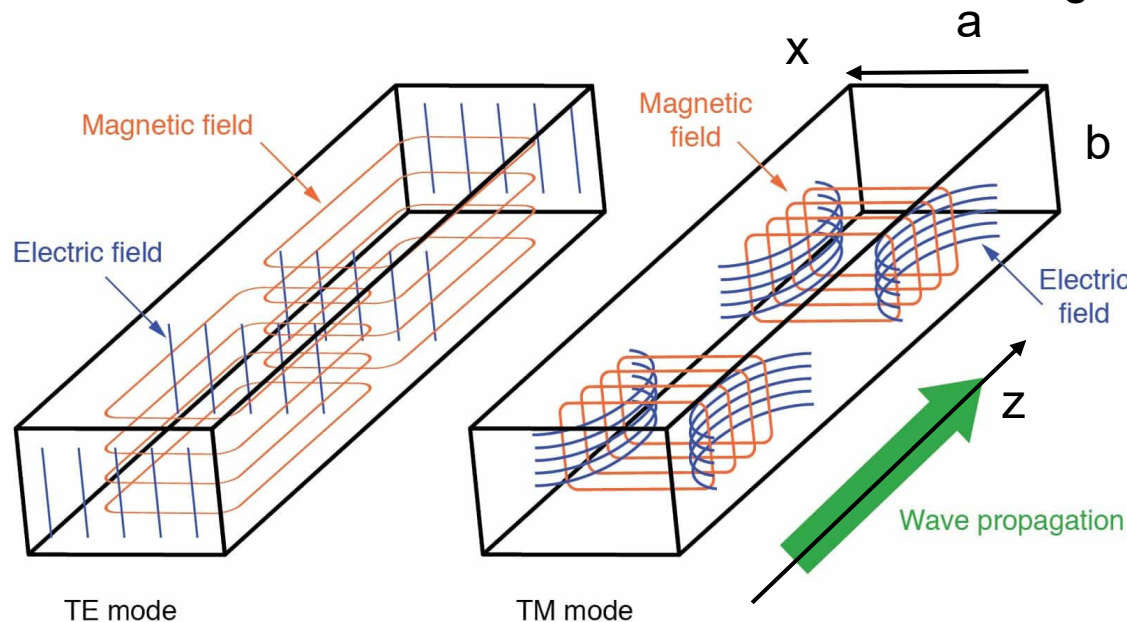 a
x
Magnetic field
Magnetic
field
b
Electric field
Electric
field
z
Wave propagation
TE mode
TM mode